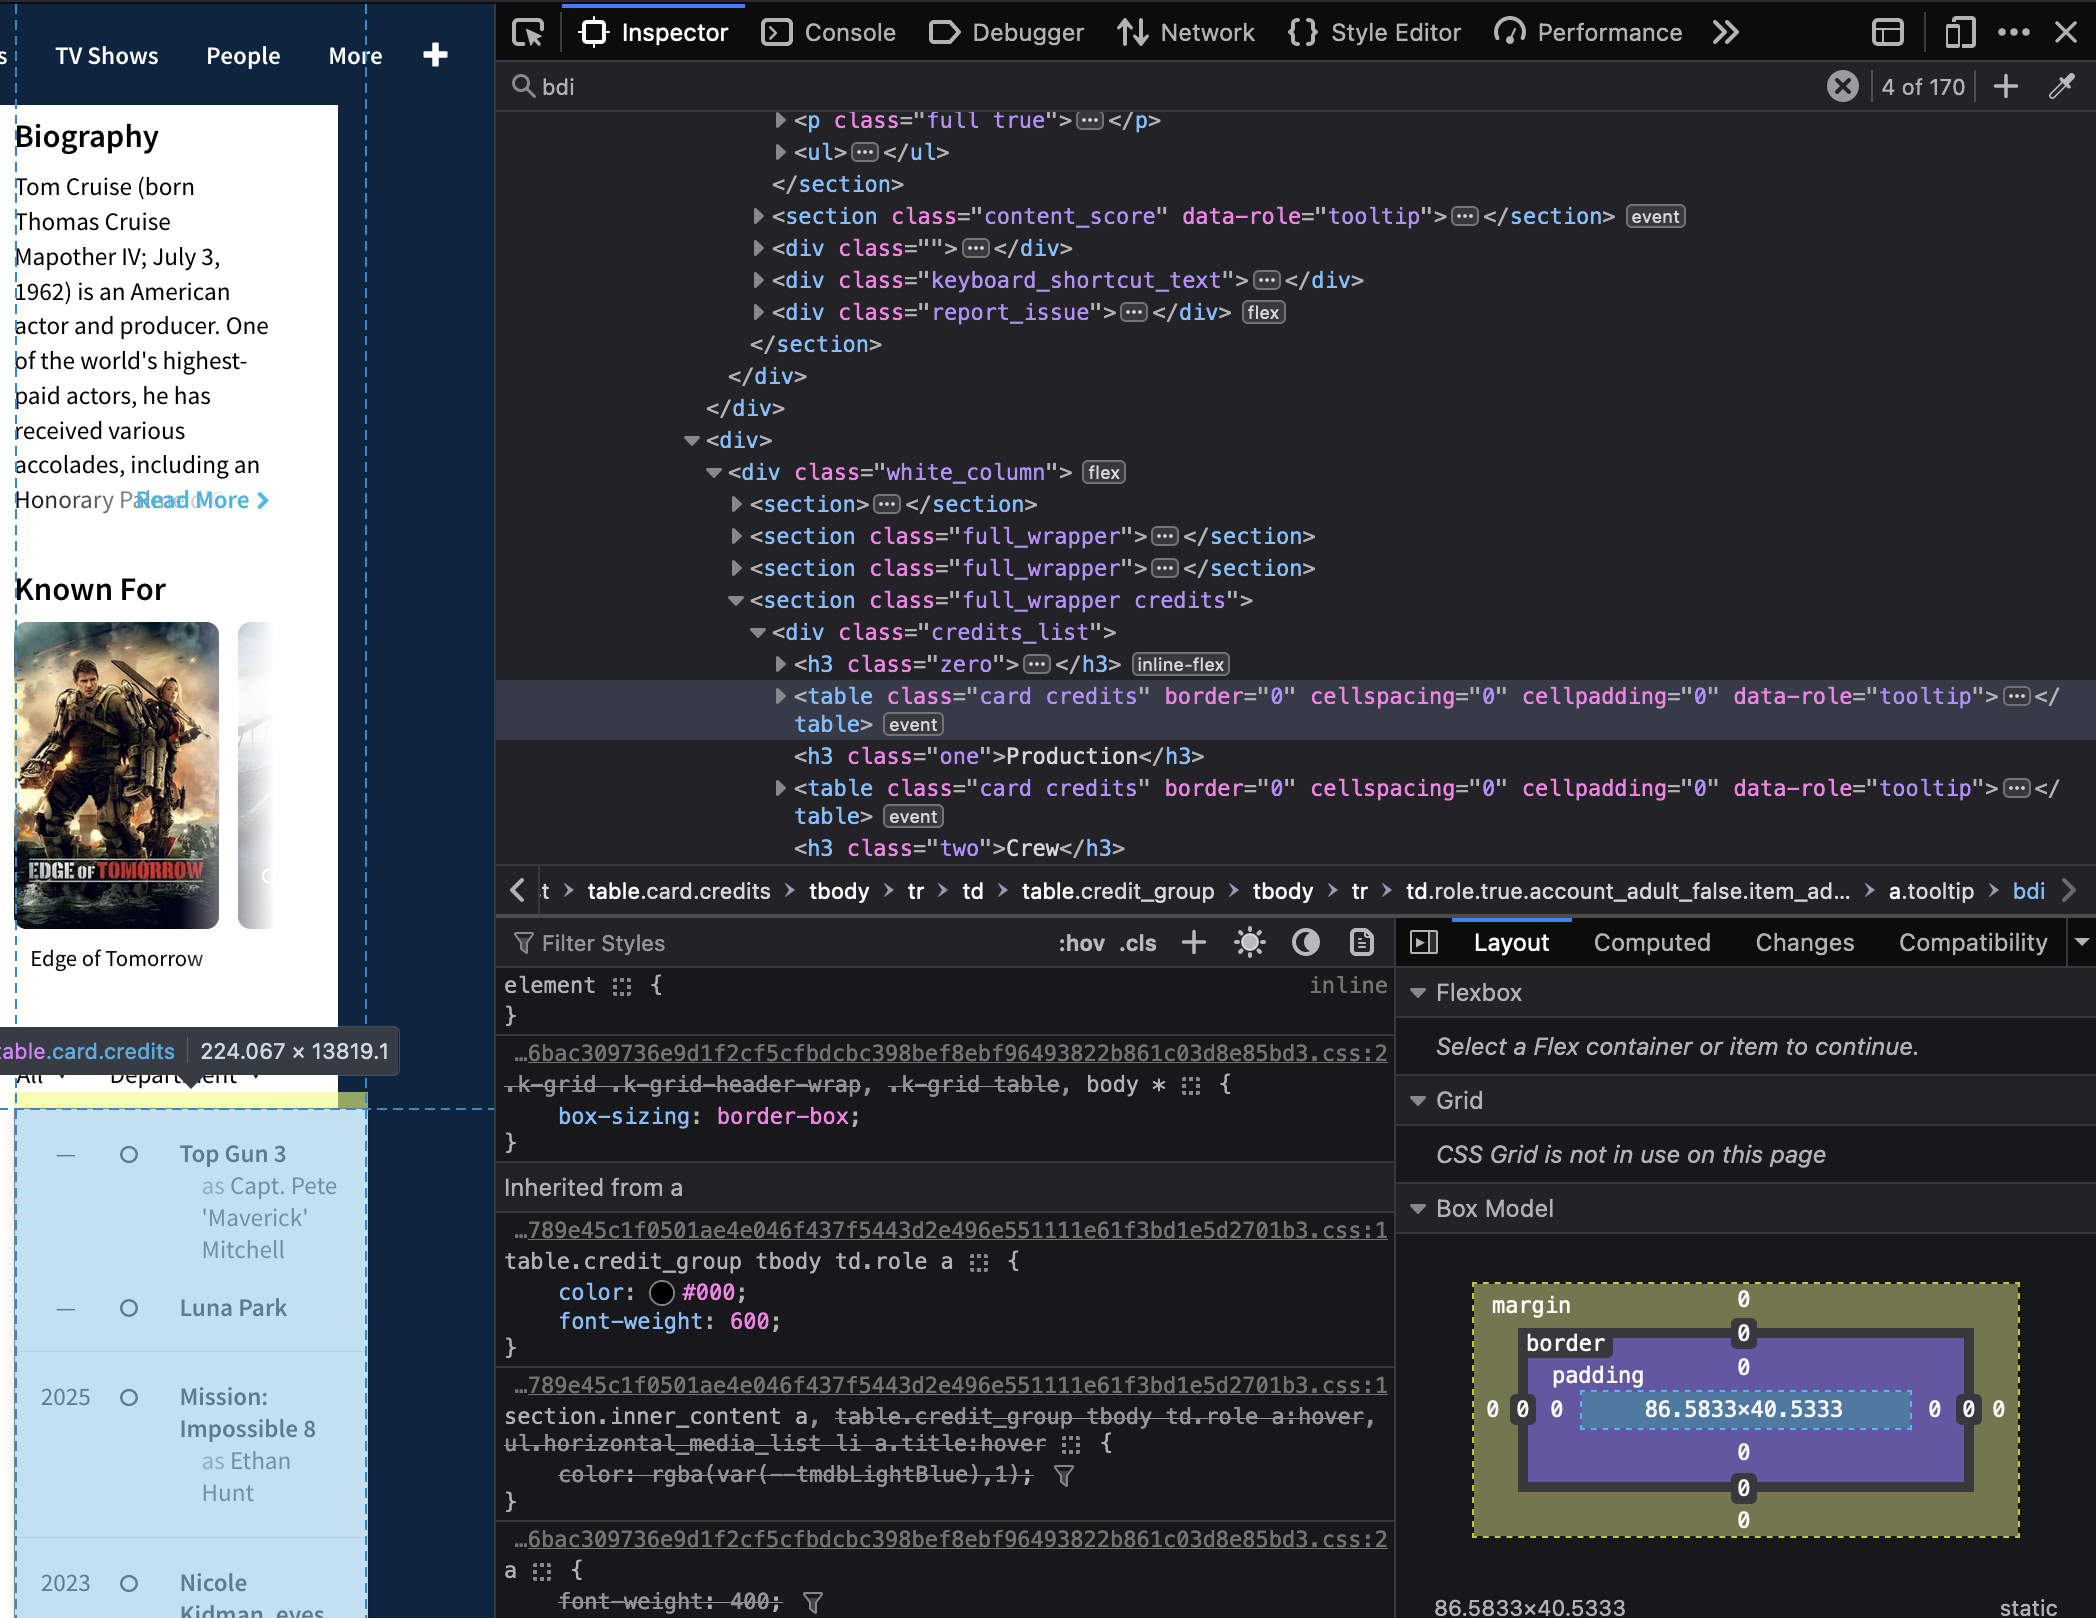 s TV Shows People More
Biography
Tom Cruise (born
Thomas Cruise
Mapother IV; July 3,
1962) is an American
actor and producer. One
of the world's highest-
paid actors, he has
received various
accolades, including an
Honorary Palme
Read More
Known For
EDGE OF TOMORROW
Edge of Tomorrow
table.card.credits 224.067 × 13819.1
All Department
— Top Gun 3
as Capt. Pete
'Maverick'
Mitchell
— Luna Park
2025 Mission:
Impossible 8
as Ethan
Hunt
2023 Nicole
Kidman, eyes
Inspector Console Debugger Network Style Editor Performance
bdi 4 of 170
<p class="full true">…</p>
<ul>…</ul>
</section>
<section class="content_score" data-role="tooltip">…</section> event
<div class="">…</div>
<div class="keyboard_shortcut_text">…</div>
<div class="report_issue">…</div> flex
</section>
</div>
</div>
<div>
<div class="white_column"> flex
<section>…</section>
<section class="full_wrapper">…</section>
<section class="full_wrapper">…</section>
<section class="full_wrapper credits">
<div class="credits_list">
<h3 class="zero">…</h3> inline-flex
<table class="card credits" border="0" cellspacing="0" cellpadding="0" data-role="tooltip">…</
table> event
<h3 class="one">Production</h3>
<table class="card credits" border="0" cellspacing="0" cellpadding="0" data-role="tooltip">…</
table> event
<h3 class="two">Crew</h3>
t > table.card.credits > tbody > tr > td > table.credit_group > tbody > tr > td.role.true.account_adult_false.item_ad… > a.tooltip > bdi
Filter Styles :hov .cls
element { inline
}
…6bac309736e9d1f2cf5cfbdcbc398bef8ebf96493822b861c03d8e85bd3.css:2
.k-grid .k-grid-header-wrap, .k-grid table, body * {
box-sizing: border-box;
}
Inherited from a
…789e45c1f0501ae4e046f437f5443d2e496e551111e61f3bd1e5d2701b3.css:1
table.credit_group tbody td.role a {
color: #000;
font-weight: 600;
}
…789e45c1f0501ae4e046f437f5443d2e496e551111e61f3bd1e5d2701b3.css:1
section.inner_content a, table.credit_group tbody td.role a:hover,
ul.horizontal_media_list li a.title:hover {
color: rgba(var(--tmdbLightBlue),1);
}
…6bac309736e9d1f2cf5cfbdcbc398bef8ebf96493822b861c03d8e85bd3.css:2
a {
font-weight: 400;
Layout Computed Changes Compatibility
Flexbox
Select a Flex container or item to continue.
Grid
CSS Grid is not in use on this page
Box Model
margin 0
border 0
padding 0
0 0 0 86.5833×40.5333 0 0 0
0
0
0
86.5833×40.5333 static